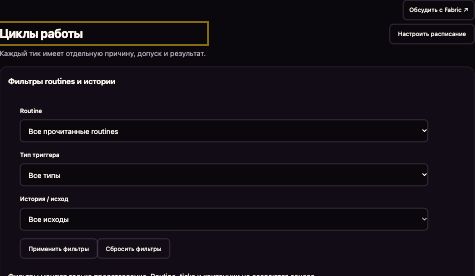 Обсудить с Fabric ↗
Циклы работы
Настроить расписание
Каждый тик имеет отдельную причину, допуск и результат.
Фильтры routines и истории
Routine
Все прочитанные routines
Тип триггера
Все типы
История / исход
Все исходы
Применить фильтры
Сбросить фильтры